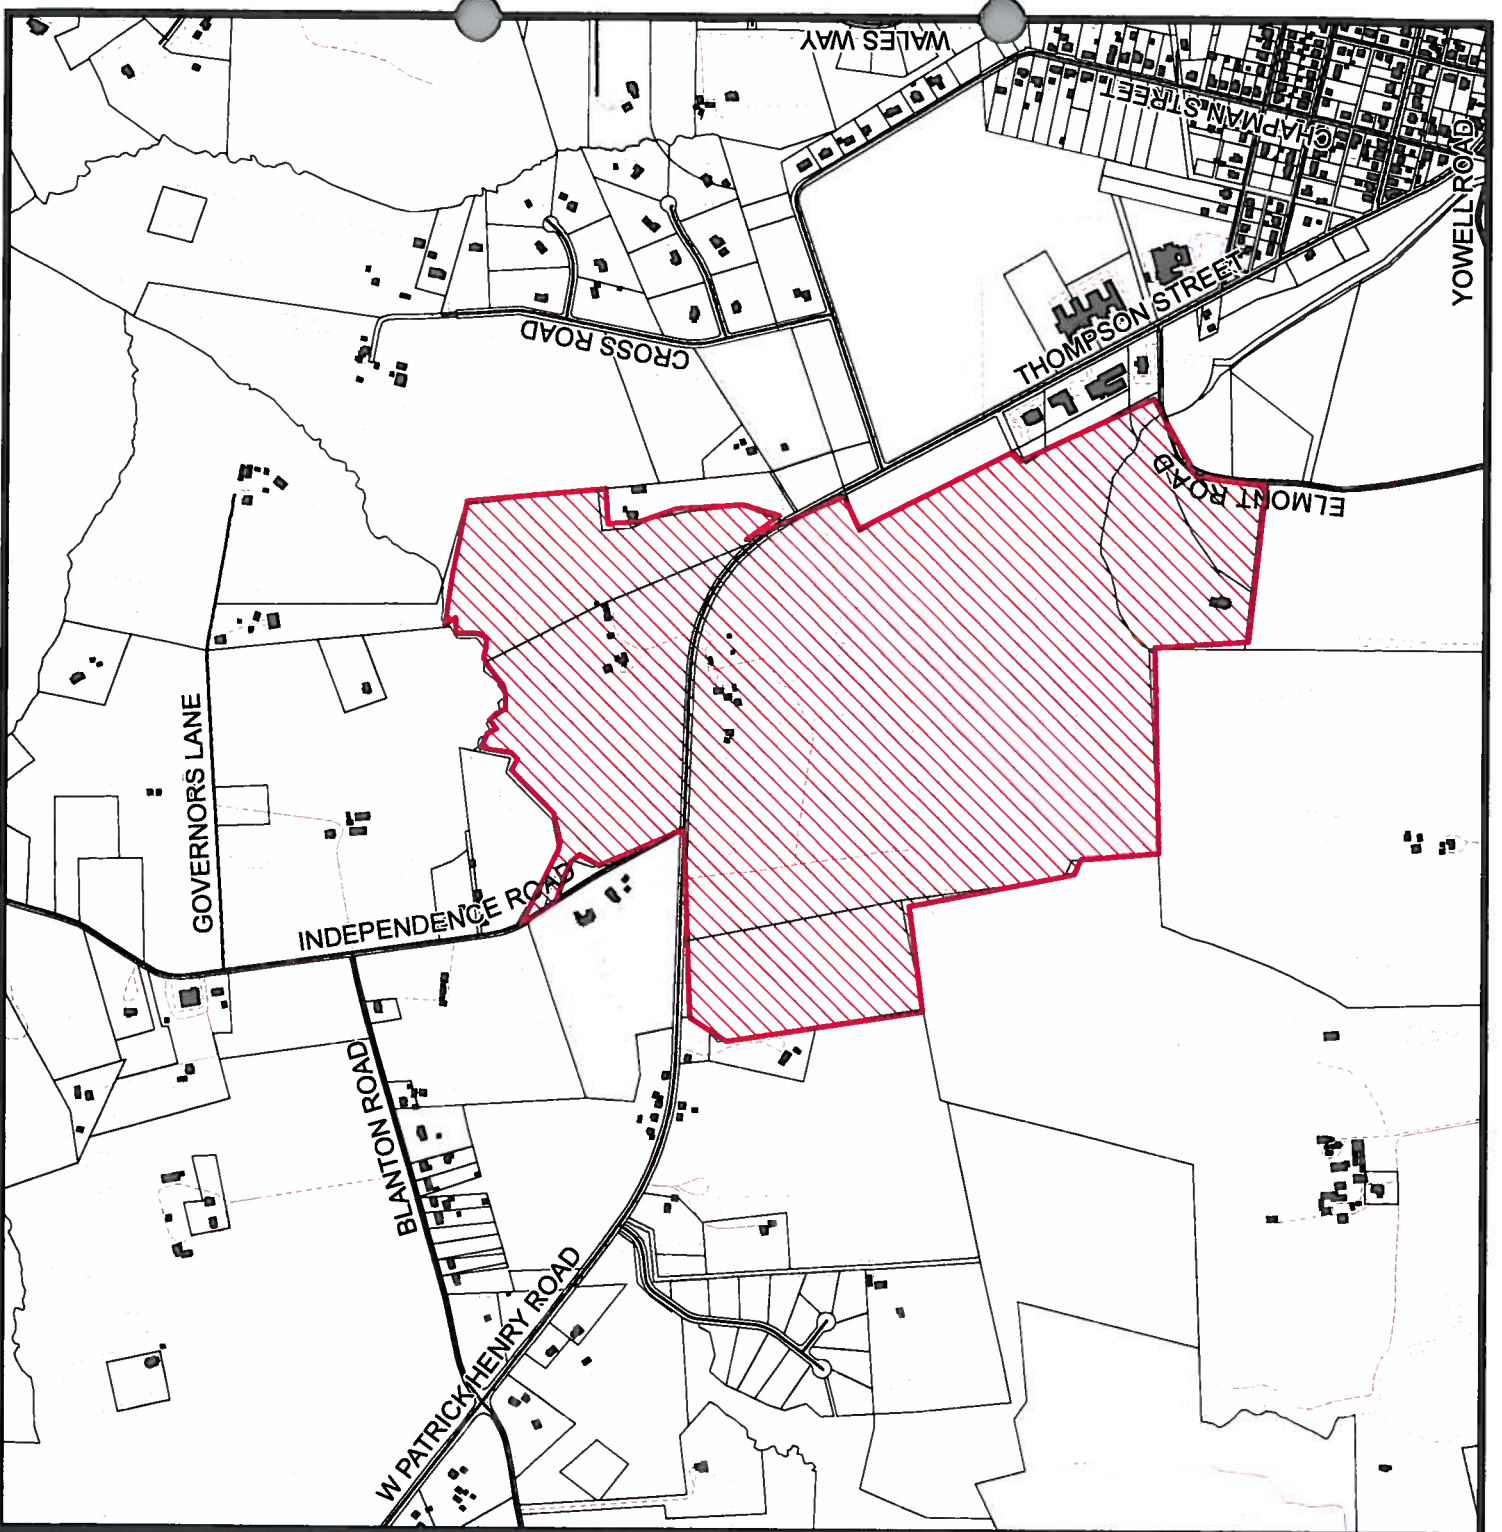 WALES WAY
CHAPMAN STREET
YOWELL ROAD
THOMPSON STREET
CROSS ROAD
ELMONT ROAD
GOVERNORS LANE
INDEPENDENCE ROAD
BLANTON ROAD
W PATRICK HENRY ROAD